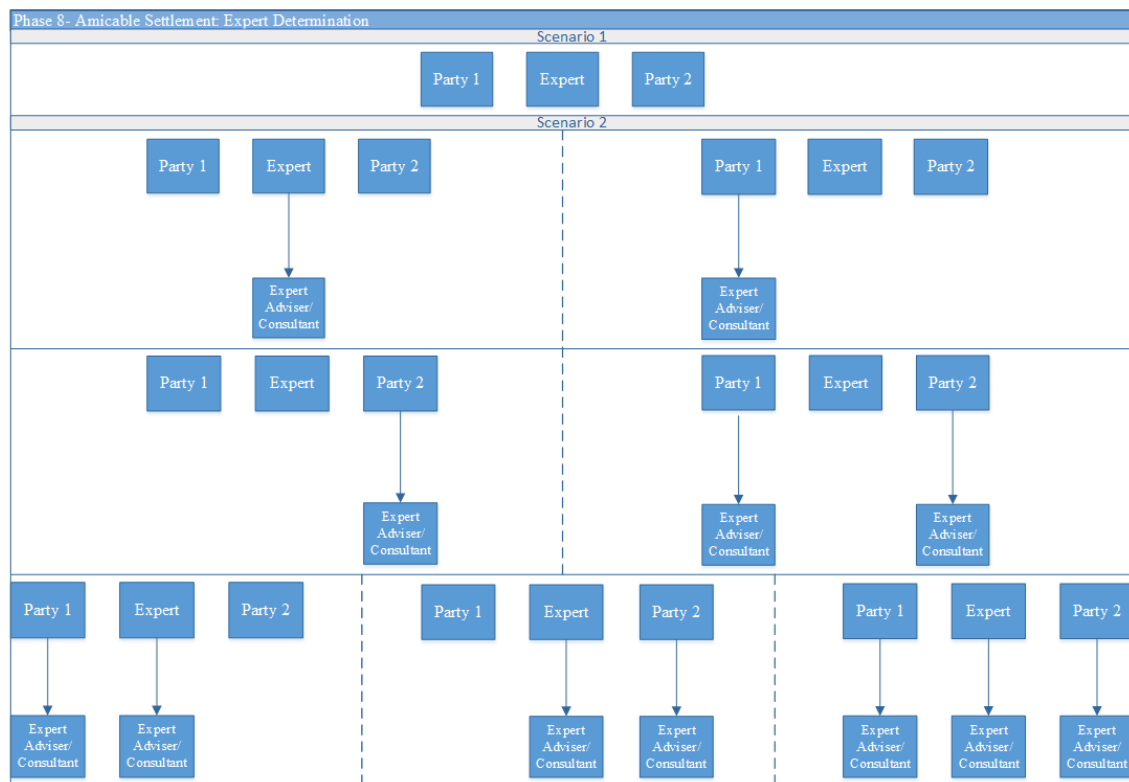 Phase 8- Amicable Settlement: Expert Determination
Scenario 1
Party 1 Expert Party 2
Scenario 2
Party 1 Expert Party 2 Party 1 Expert Party 2
Expert Expert
Adviser/ Adviser/
Consultant Consultant
Party 1 Expert Party 2 Party 1 Expert Party 2
Expert Expert Expert
Adviser/ Adviser/ Adviser/
Consultant Consultant Consultant
Party 1 Expert Party 2 Party 1 Expert Party 2 Party 1 Expert Party 2
Expert Expert Expert Expert Expert Expert Expert
Adviser/ Adviser/ Adviser/ Adviser/ Adviser/ Adviser/ Adviser/
Consultant Consultant Consultant Consultant Consultant Consultant Consultant